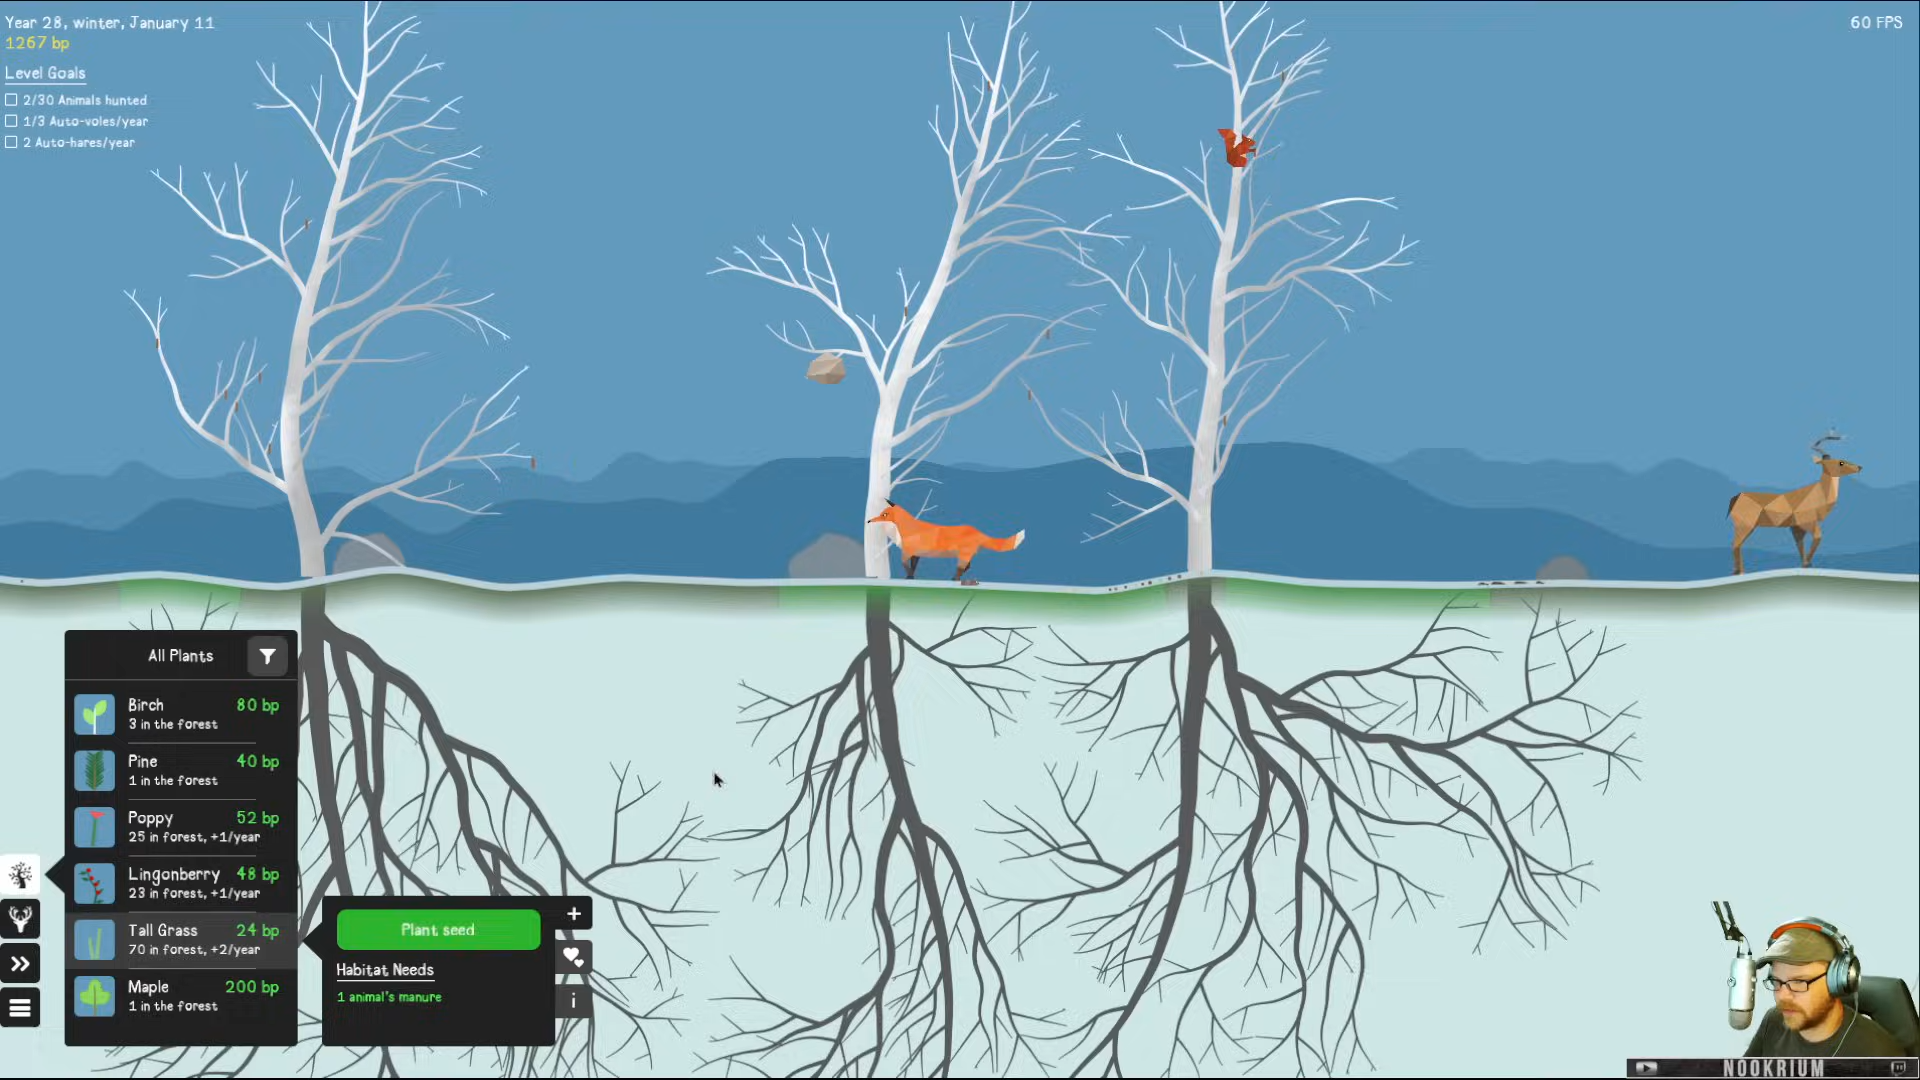 Year 28, winter, January 11
1267 bp
60 FPS
Level Goals
2/30 Animals hunted
1/3 Auto-voles/year
2 Auto-hares/year
All Plants
Birch 80 bp
3 in the forest
Pine 40 bp
1 in the forest
Poppy 52 bp
25 in forest, +1/year
Lingonberry 48 bp
23 in forest, +1/year
Tall Grass 24 bp
70 in forest, +2/year
Maple 200 bp
1 in the forest
Plant seed
Habitat Needs
1 animal's manure
NOOKRIUM